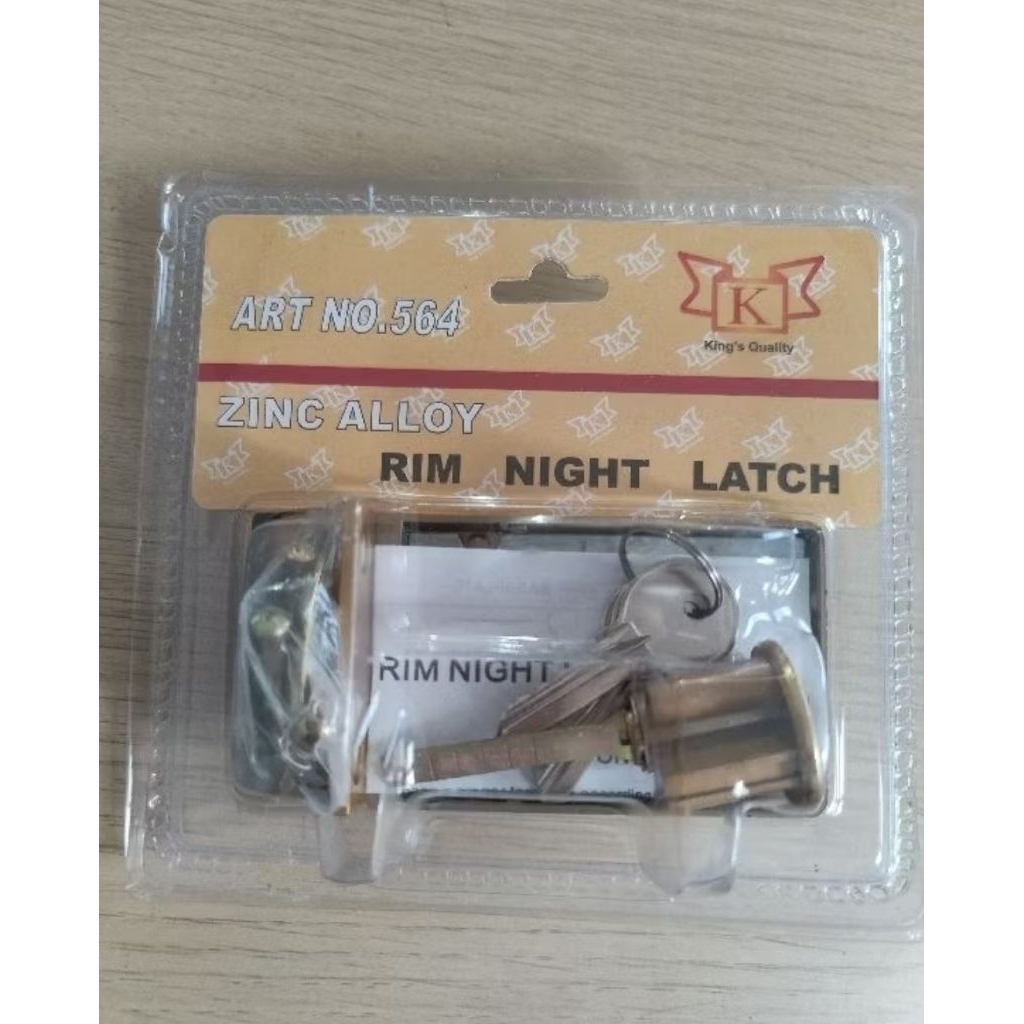 ART NO.564
K
King's Quality
ZINC ALLOY
RIM NIGHT LATCH
RIM NIGHT